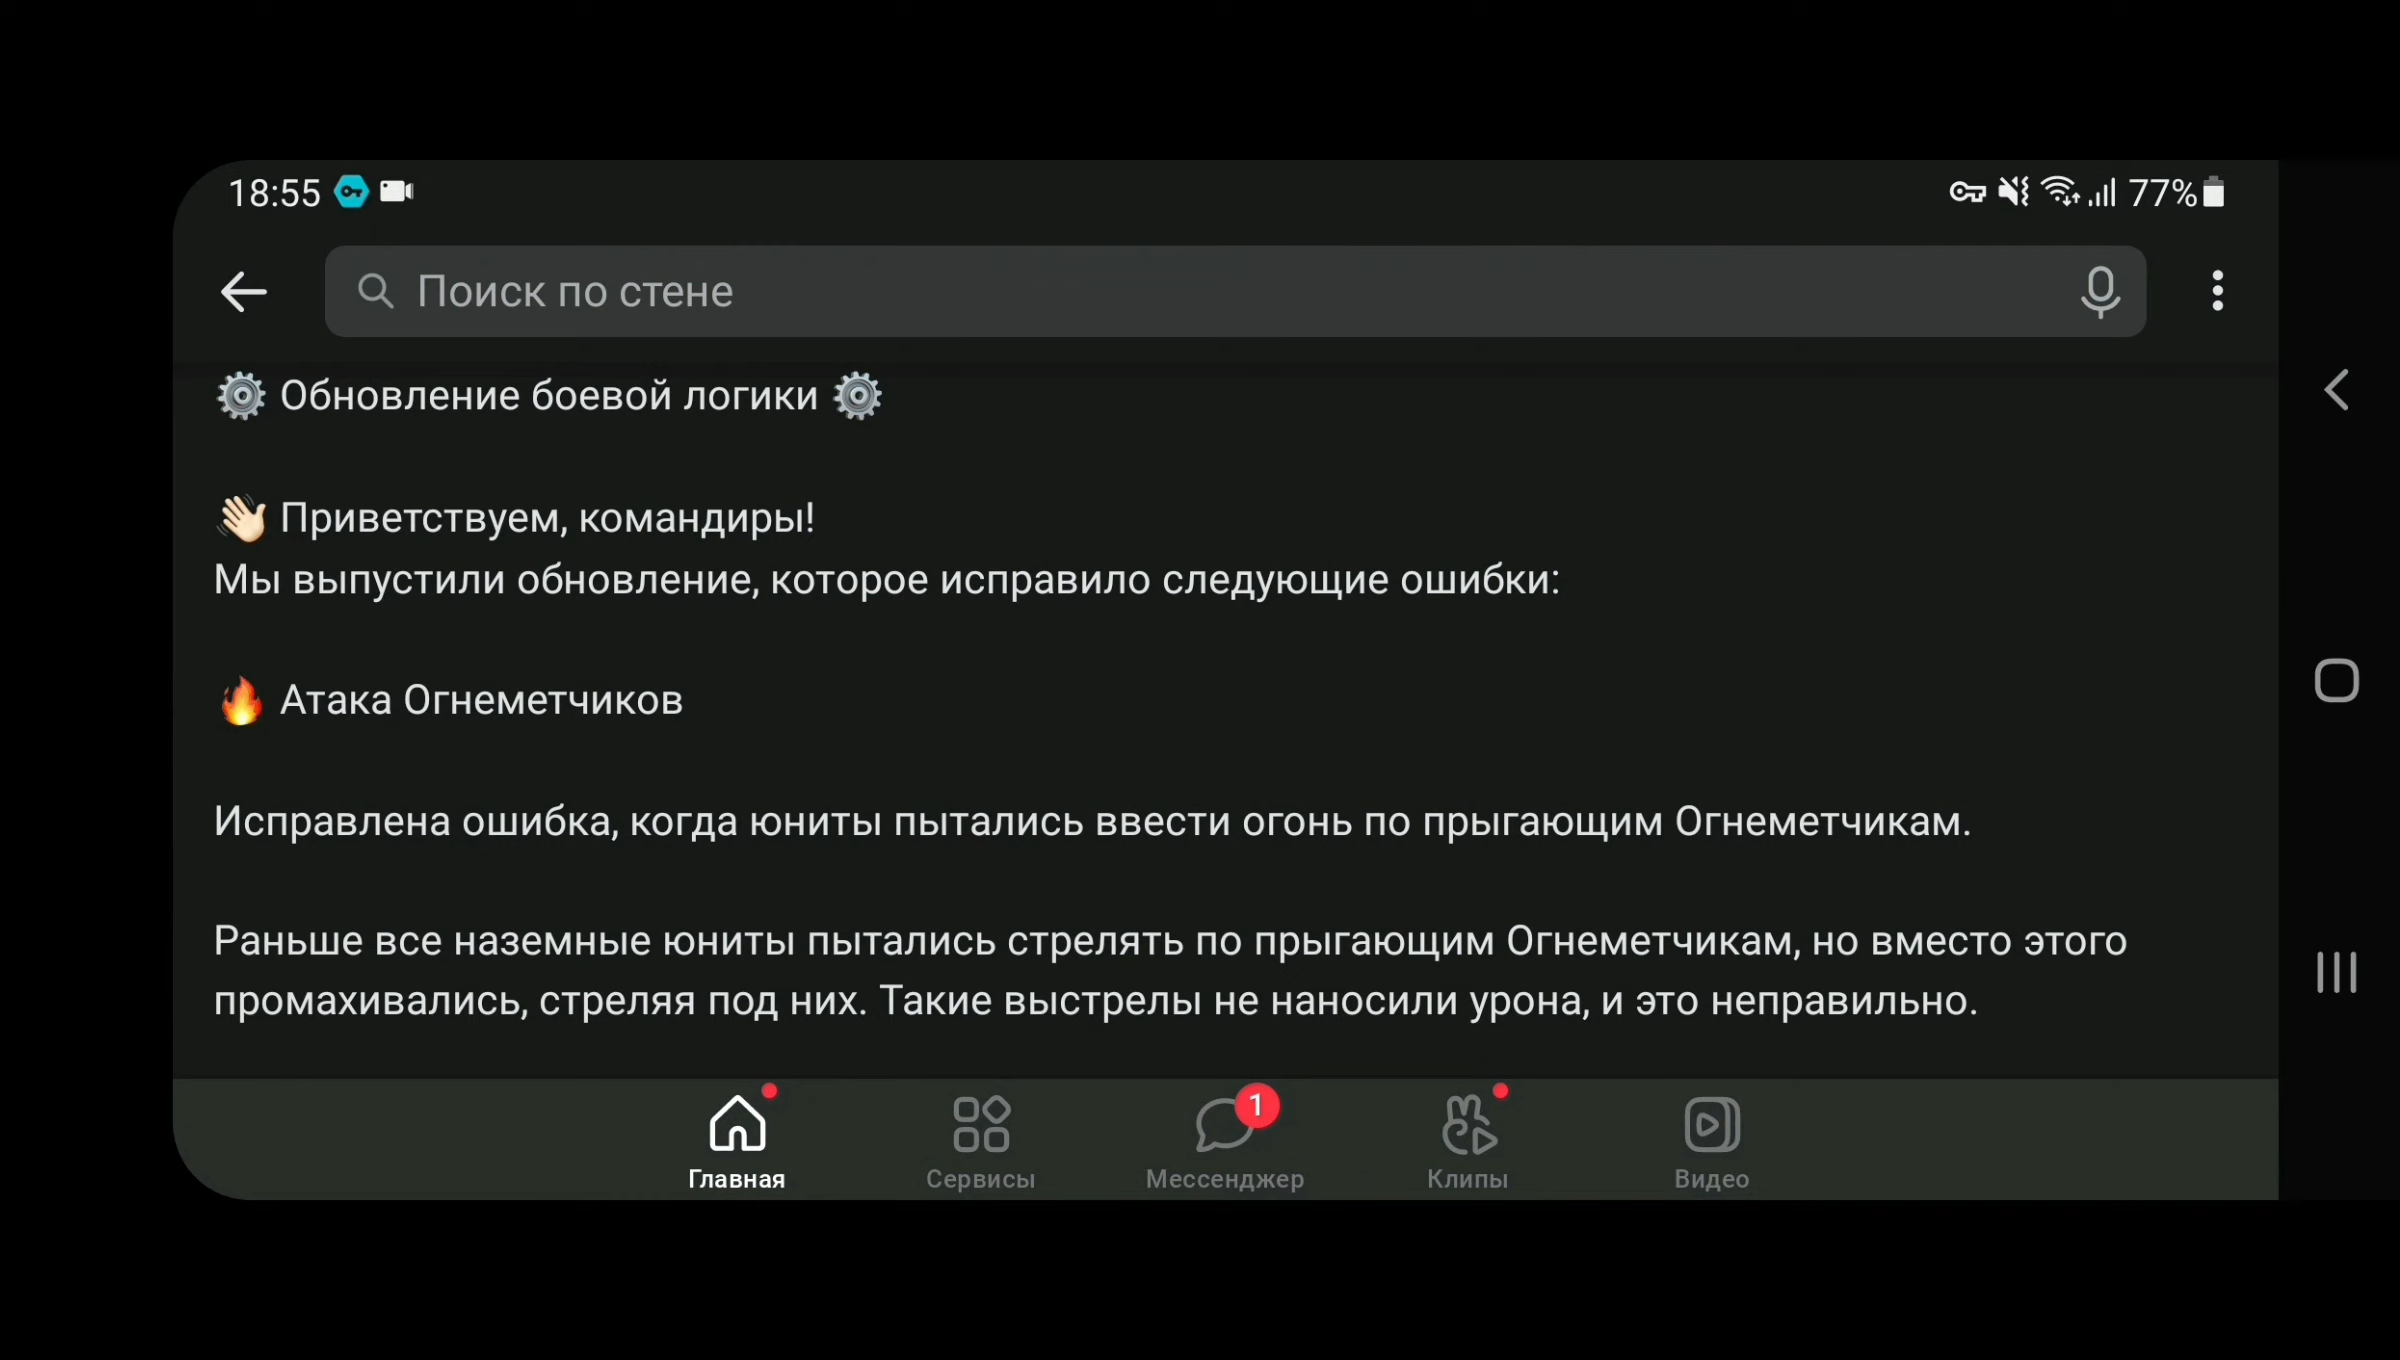 18:55
77%
Поиск по стене
Обновление боевой логики
Приветствуем, командиры!
Мы выпустили обновление, которое исправило следующие ошибки:
Атака Огнеметчиков
Исправлена ошибка, когда юниты пытались ввести огонь по прыгающим Огнеметчикам.
Раньше все наземные юниты пытались стрелять по прыгающим Огнеметчикам, но вместо этого
промахивались, стреляя под них. Такие выстрелы не наносили урона, и это неправильно.
1
Главная
Сервисы
Мессенджер
Клипы
Видео